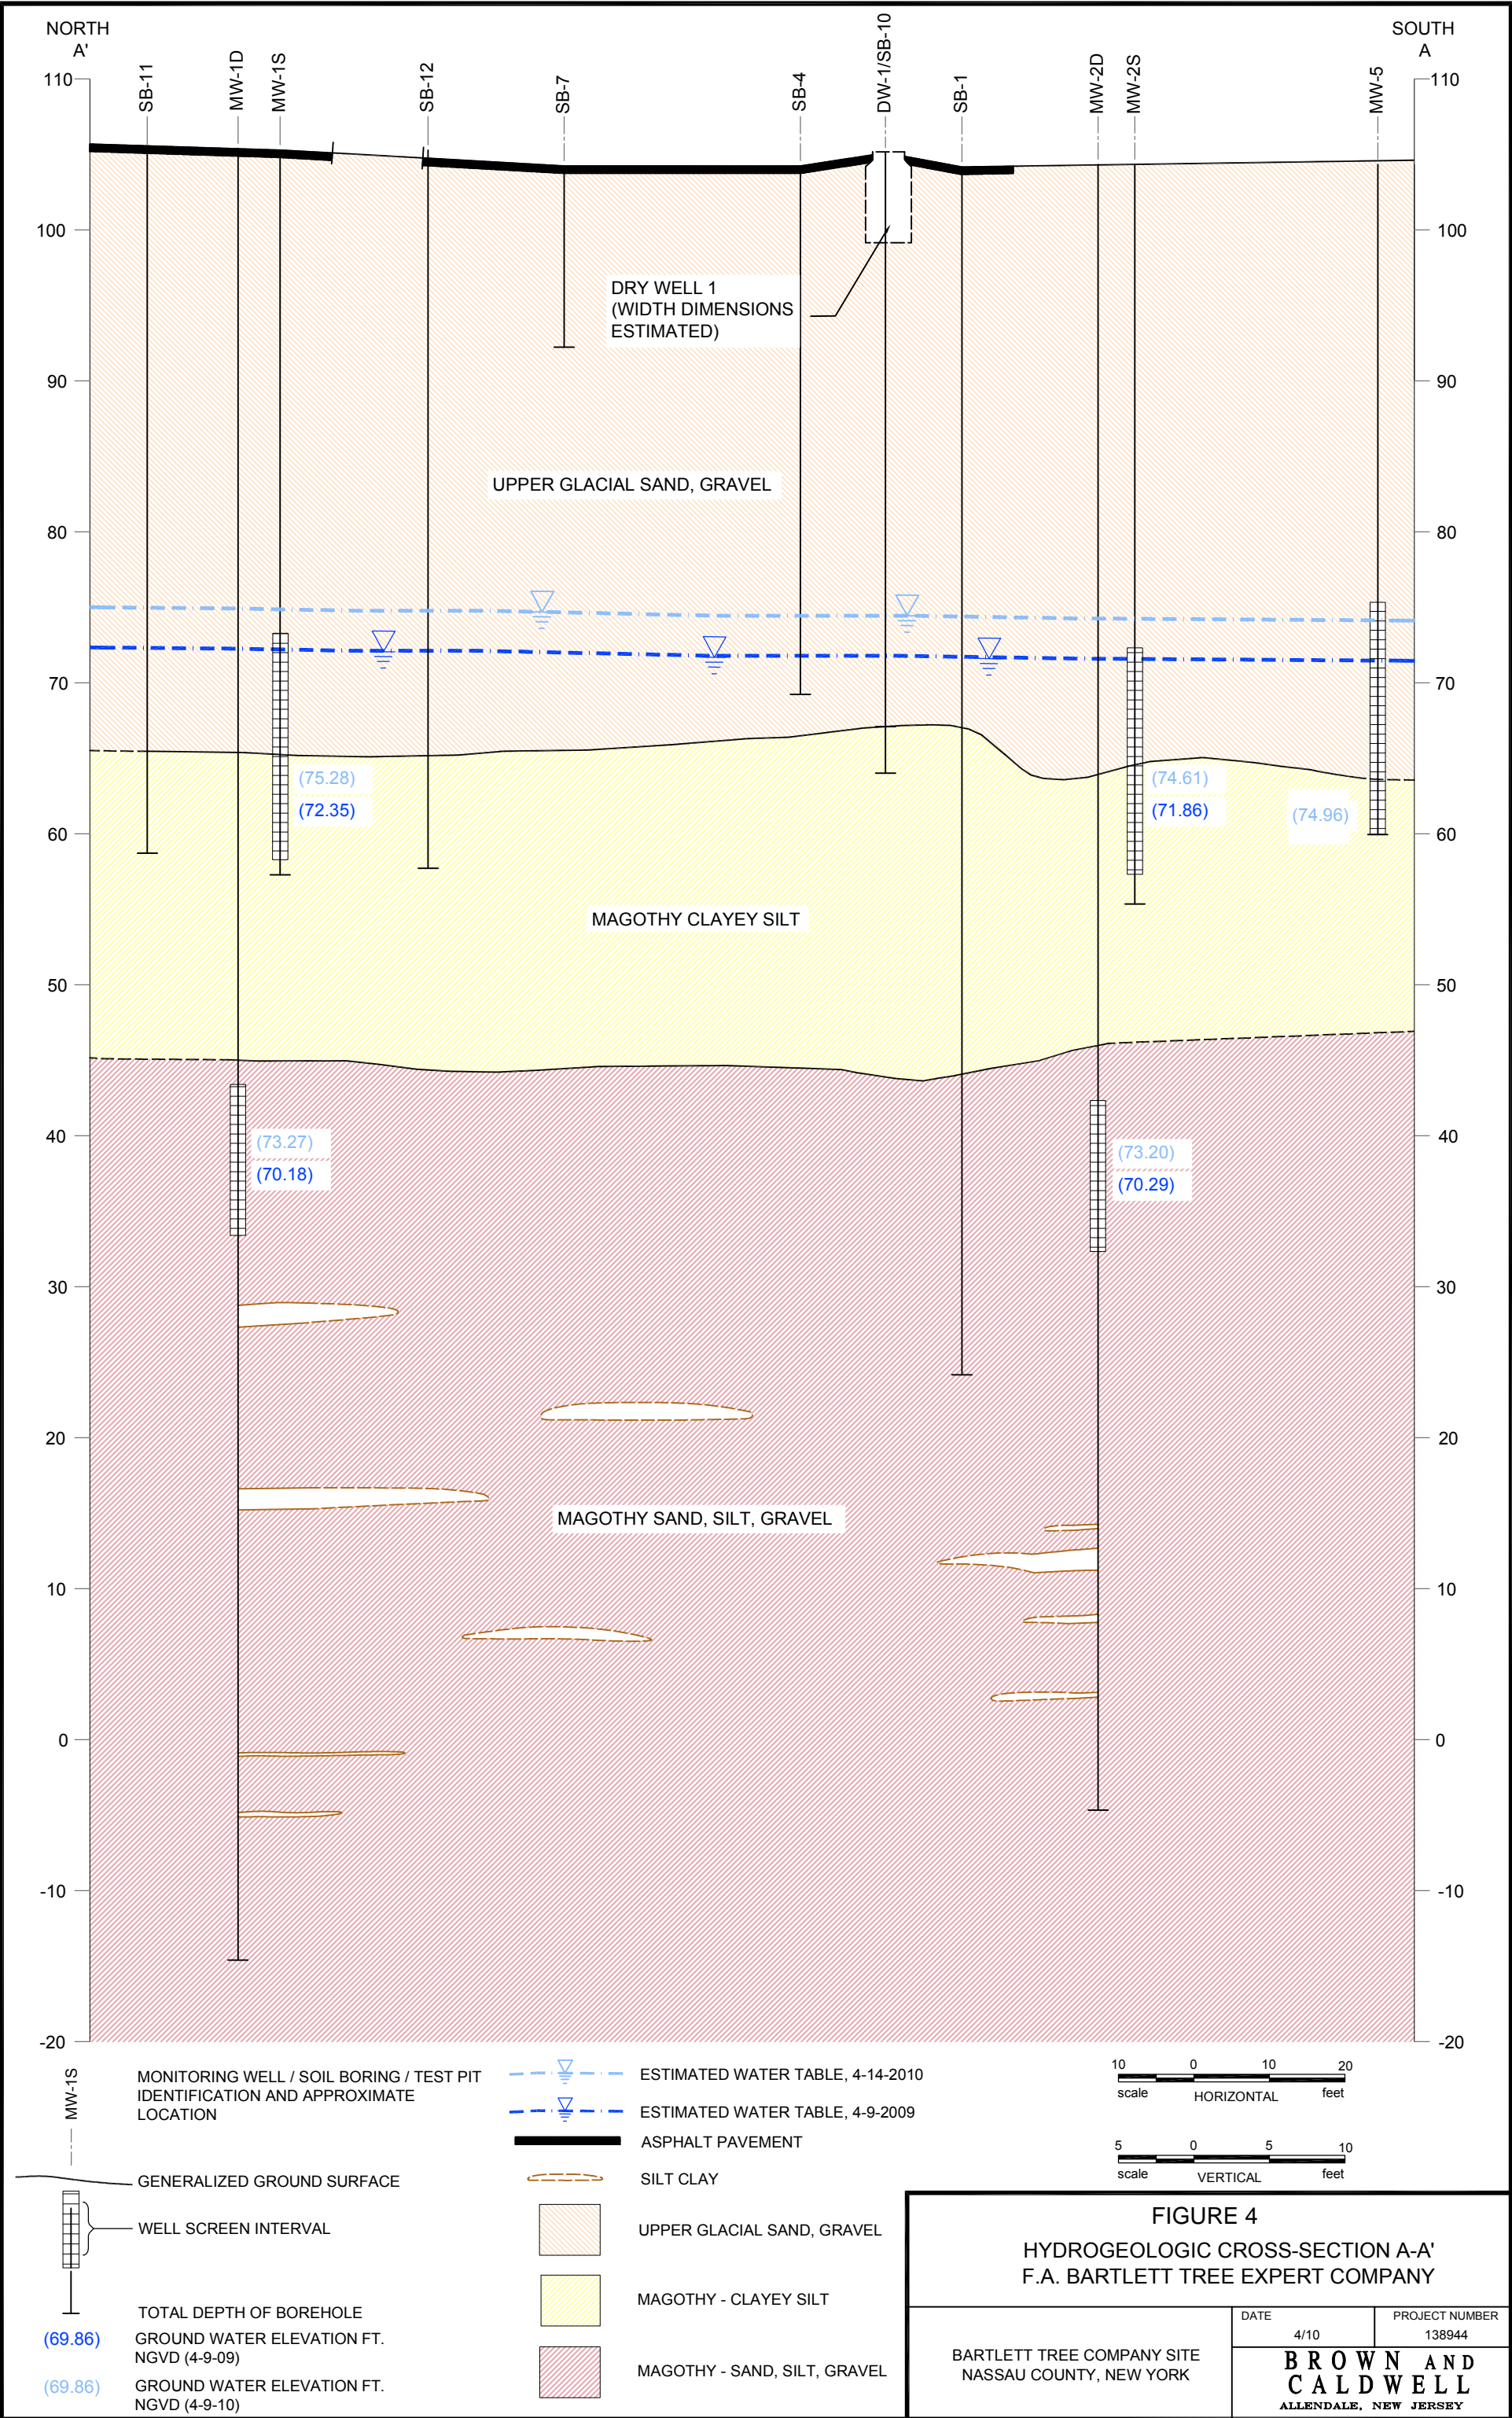 NORTH
A'
SOUTH
A
SB-11
MW-1D
MW-1S
SB-12
SB-7
SB-4
DW-1/SB-10
SB-1
MW-2D
MW-2S
MW-5
110
110
100
100
DRY WELL 1
(WIDTH DIMENSIONS
ESTIMATED)
90
90
UPPER GLACIAL SAND, GRAVEL
80
80
70
70
(75.28)
(72.35)
(74.61)
(71.86)
(74.96)
60
60
MAGOTHY CLAYEY SILT
50
50
40
40
(73.27)
(70.18)
(73.20)
(70.29)
30
30
20
20
MAGOTHY SAND, SILT, GRAVEL
10
10
0
0
-10
-10
-20
-20
MW-1S
MONITORING WELL / SOIL BORING / TEST PIT
IDENTIFICATION AND APPROXIMATE
LOCATION
GENERALIZED GROUND SURFACE
WELL SCREEN INTERVAL
TOTAL DEPTH OF BOREHOLE
(69.86)
GROUND WATER ELEVATION FT.
NGVD (4-9-09)
(69.86)
GROUND WATER ELEVATION FT.
NGVD (4-9-10)
ESTIMATED WATER TABLE, 4-14-2010
ESTIMATED WATER TABLE, 4-9-2009
ASPHALT PAVEMENT
SILT CLAY
UPPER GLACIAL SAND, GRAVEL
MAGOTHY - CLAYEY SILT
MAGOTHY - SAND, SILT, GRAVEL
10 0 10 20
scale HORIZONTAL feet
5 0 5 10
scale VERTICAL feet
FIGURE 4
HYDROGEOLOGIC CROSS-SECTION A-A'
F.A. BARTLETT TREE EXPERT COMPANY
BARTLETT TREE COMPANY SITE
NASSAU COUNTY, NEW YORK
DATE
4/10
PROJECT NUMBER
138944
BROWN AND
CALDWELL
ALLENDALE, NEW JERSEY